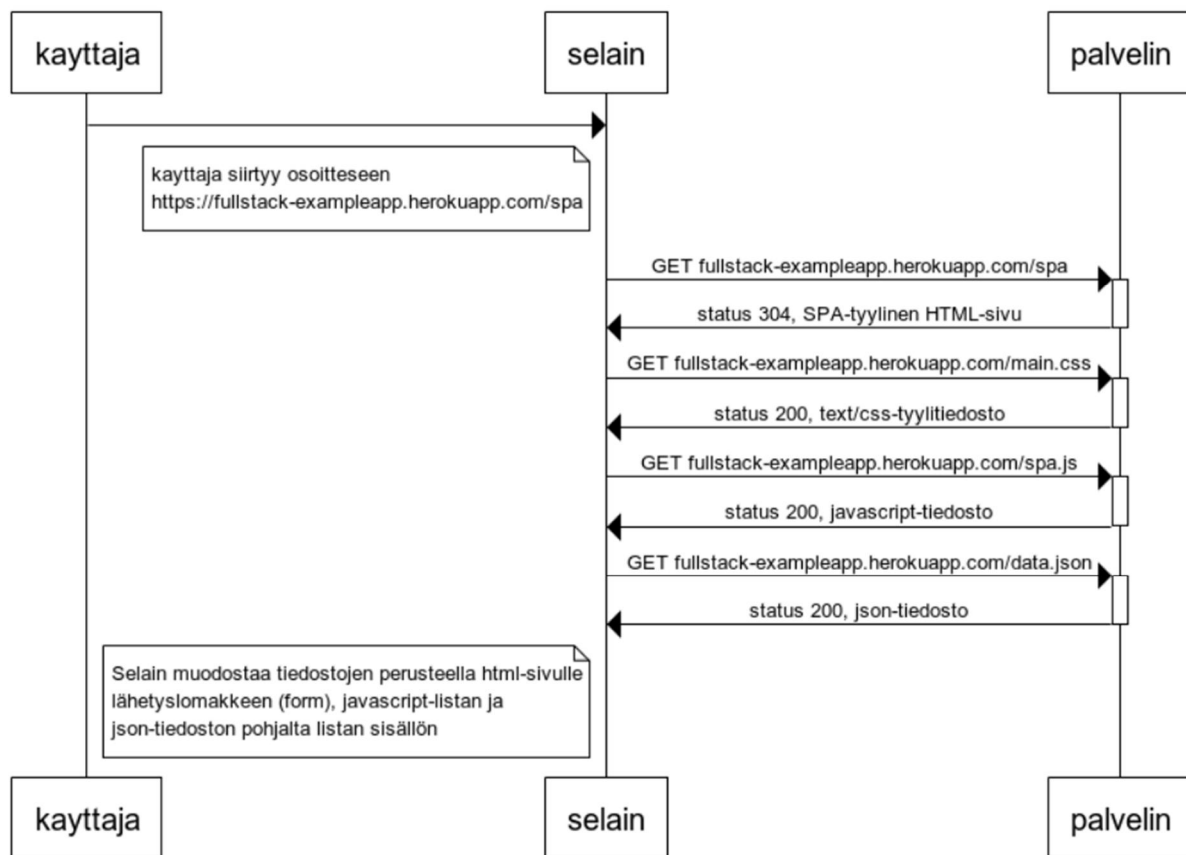 kayttaja
selain
palvelin
kayttaja siirtyy osoitteseen
https://fullstack-exampleapp.herokuapp.com/spa
GET fullstack-exampleapp.herokuapp.com/spa
status 304, SPA-tyylinen HTML-sivu
GET fullstack-exampleapp.herokuapp.com/main.css
status 200, text/css-tyylitiedosto
GET fullstack-exampleapp.herokuapp.com/spa.js
status 200, javascript-tiedosto
GET fullstack-exampleapp.herokuapp.com/data.json
status 200, json-tiedosto
Selain muodostaa tiedostojen perusteella html-sivulle
lähetyslomakkeen (form), javascript-listan ja
json-tiedoston pohjalta listan sisällön
kayttaja
selain
palvelin